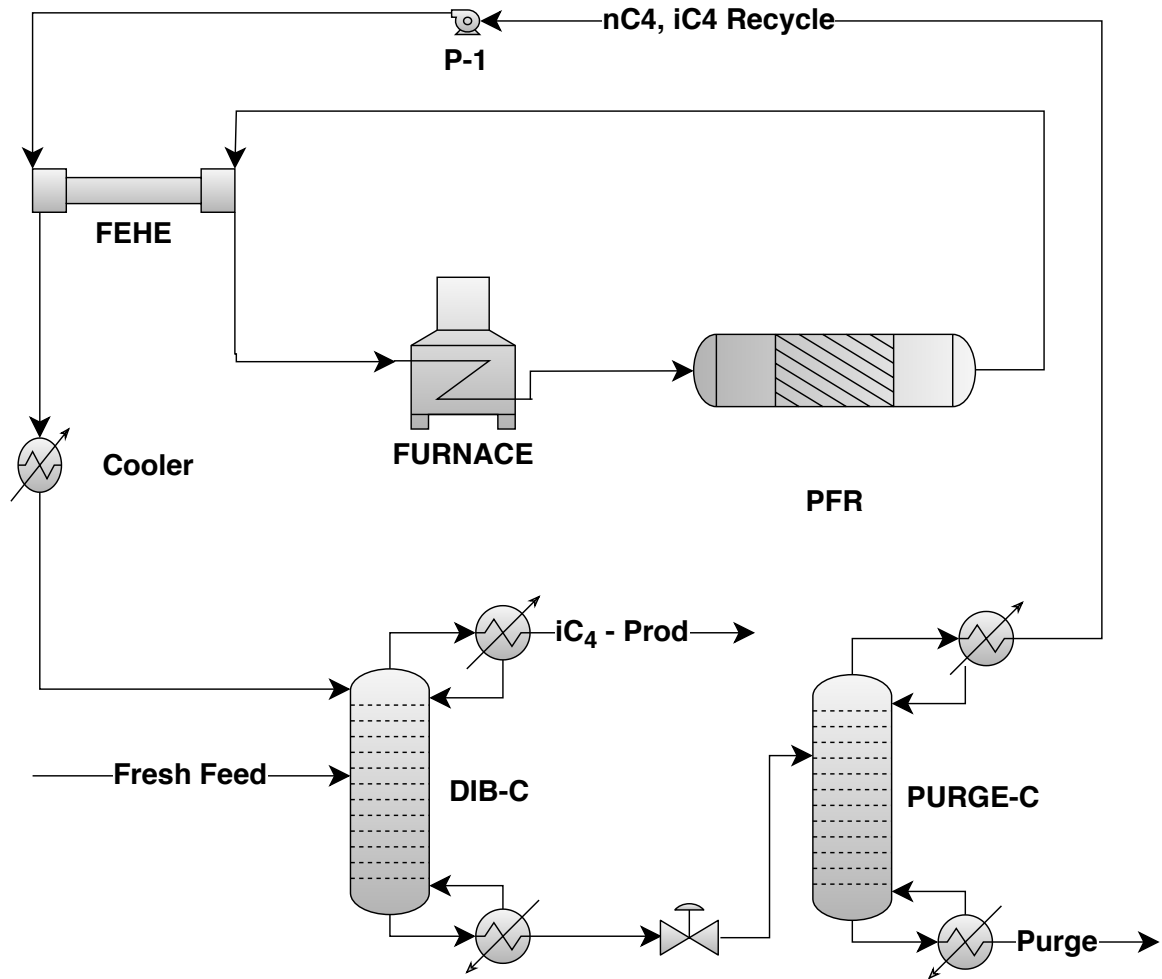 nC4, iC4 Recycle
P-1
FEHE
FURNACE
Cooler
PFR
iC₄ - Prod
Fresh Feed
DIB-C
PURGE-C
Purge